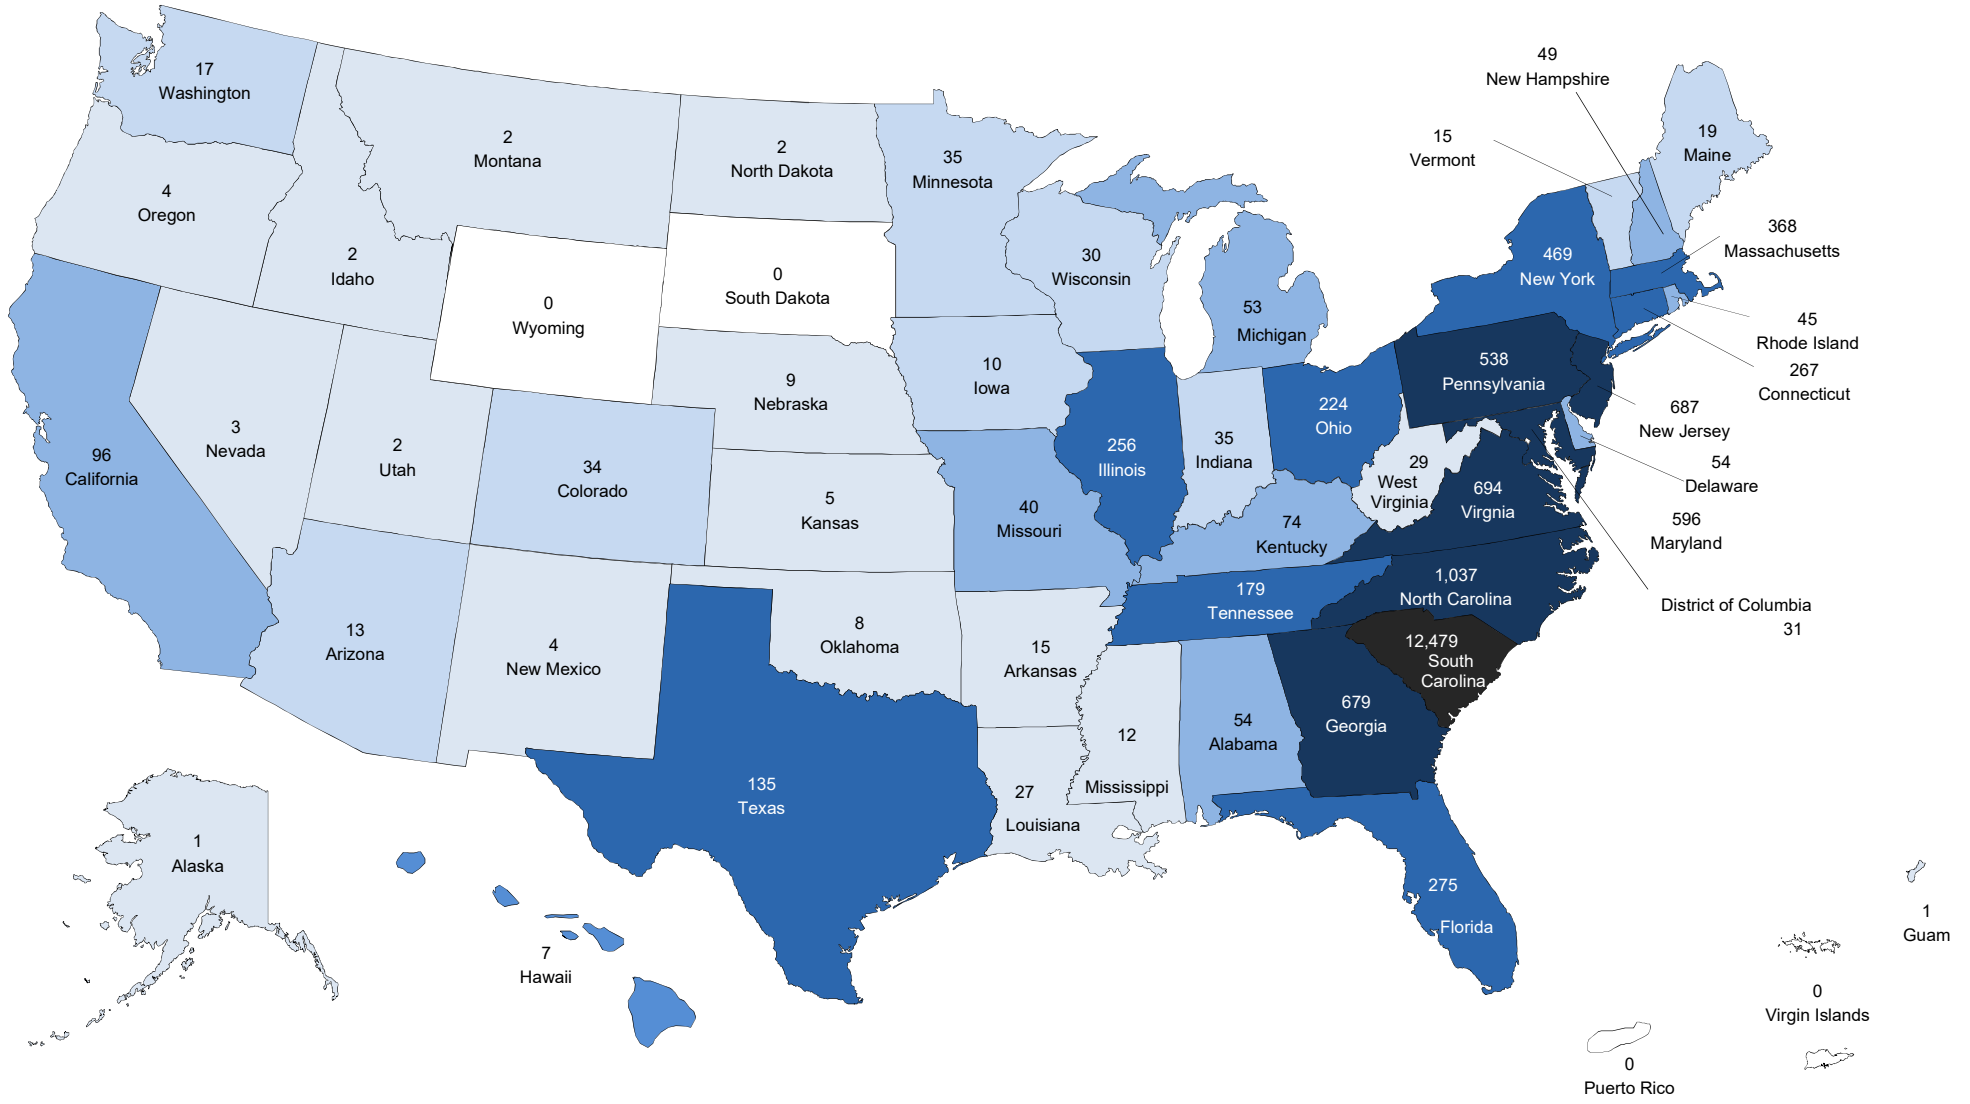 17
Washington
4
Oregon
2
Montana
2
Idaho
0
Wyoming
2
North Dakota
0
South Dakota
35
Minnesota
30
Wisconsin
53
Michigan
49
New Hampshire
15
Vermont
19
Maine
368
Massachusetts
469
New York
45
Rhode Island
267
Connecticut
538
Pennsylvania
687
New Jersey
54
Delaware
596
Maryland
District of Columbia
31
96
California
3
Nevada
2
Utah
34
Colorado
9
Nebraska
5
Kansas
10
Iowa
40
Missouri
256
Illinois
35
Indiana
224
Ohio
29
West
Virginia
694
Virgnia
74
Kentucky
179
Tennessee
1,037
North Carolina
12,479
South
Carolina
679
Georgia
54
Alabama
12
Mississippi
15
Arkansas
27
Louisiana
8
Oklahoma
135
Texas
4
New Mexico
13
Arizona
275
Florida
1
Alaska
7
Hawaii
1
Guam
0
Virgin Islands
0
Puerto Rico